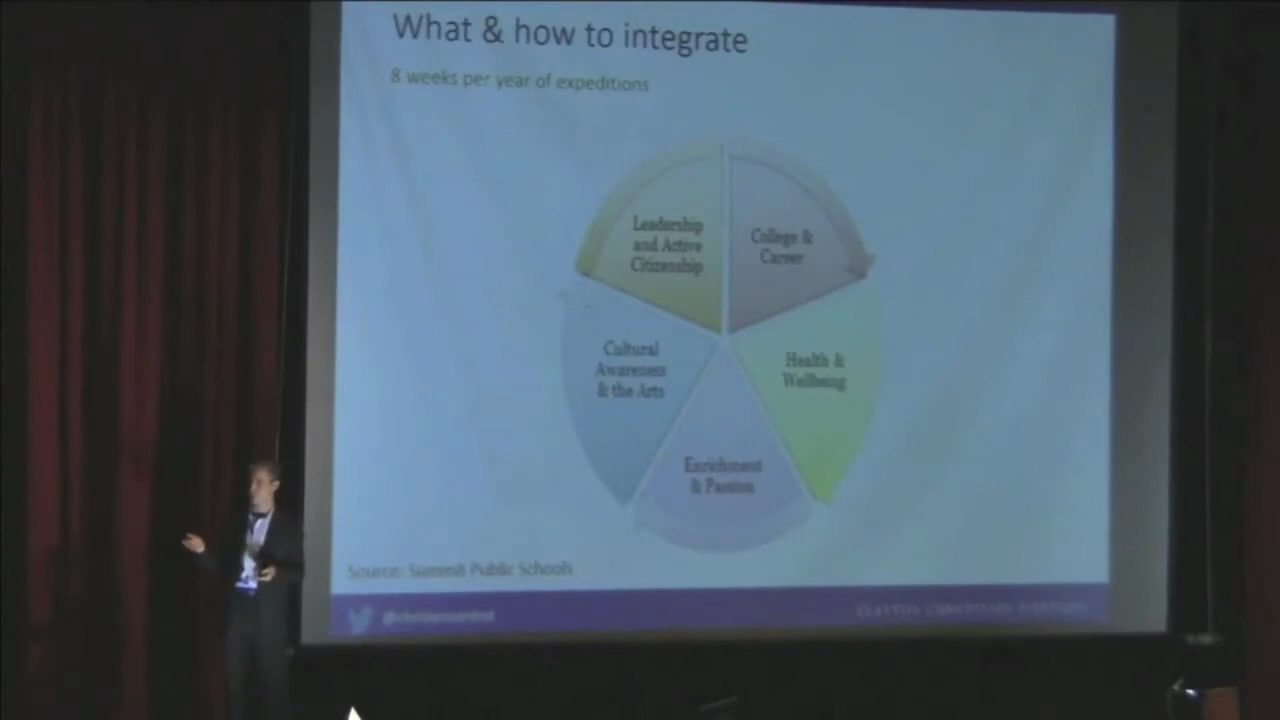 What & how to integrate
8 weeks per year of expeditions
Leadership
and Active
Citizenship
College &
Career
Cultural
Awareness
& the Arts
Health &
Wellbeing
Enrichment
& Passion
Source: Summit Public Schools
CLAYTON CHRISTENSEN INSTITUTE